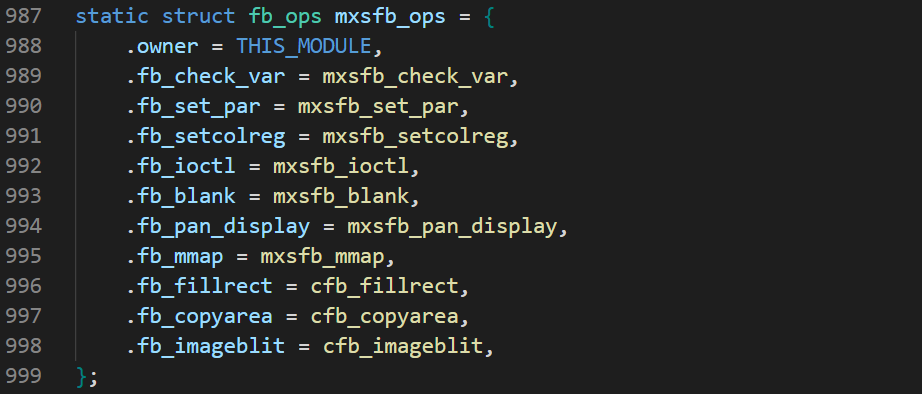 987 static struct fb_ops mxsfb_ops = {
988     .owner = THIS_MODULE,
989     .fb_check_var = mxsfb_check_var,
990     .fb_set_par = mxsfb_set_par,
991     .fb_setcolreg = mxsfb_setcolreg,
992     .fb_ioctl = mxsfb_ioctl,
993     .fb_blank = mxsfb_blank,
994     .fb_pan_display = mxsfb_pan_display,
995     .fb_mmap = mxsfb_mmap,
996     .fb_fillrect = cfb_fillrect,
997     .fb_copyarea = cfb_copyarea,
998     .fb_imageblit = cfb_imageblit,
999 };